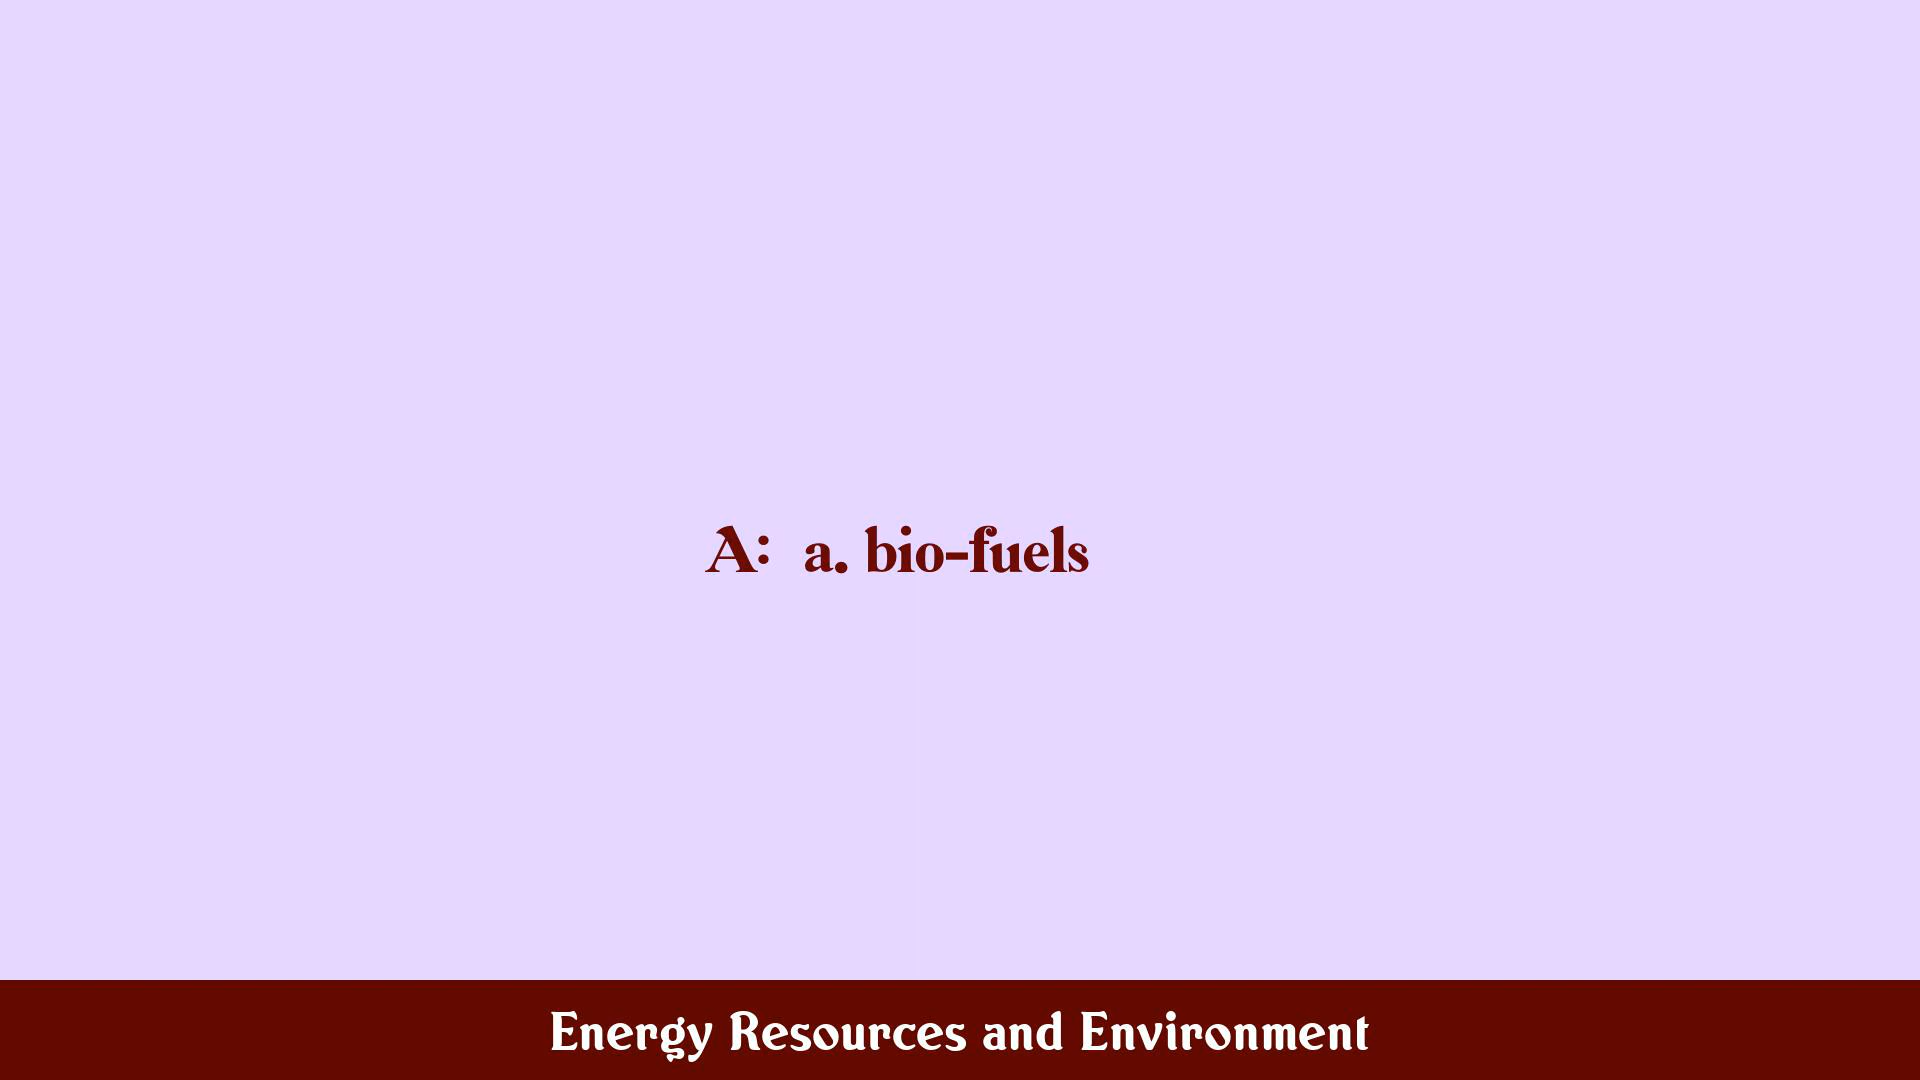 A: a. bio-fuels
Energy Resources and Environment